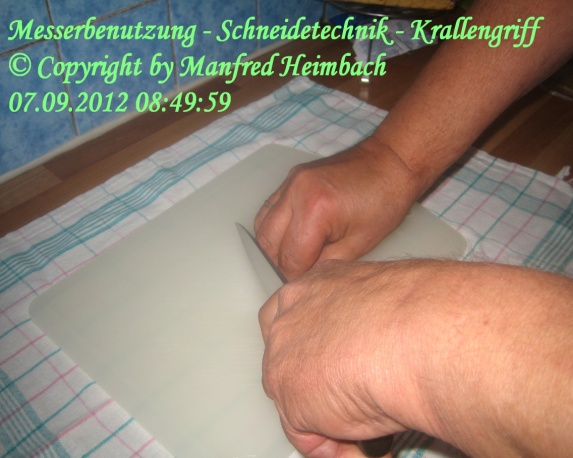 Messerbenutzung - Schneidetechnik - Krallengriff
© Copyright by Manfred Heimbach
07.09.2012 08:49:59